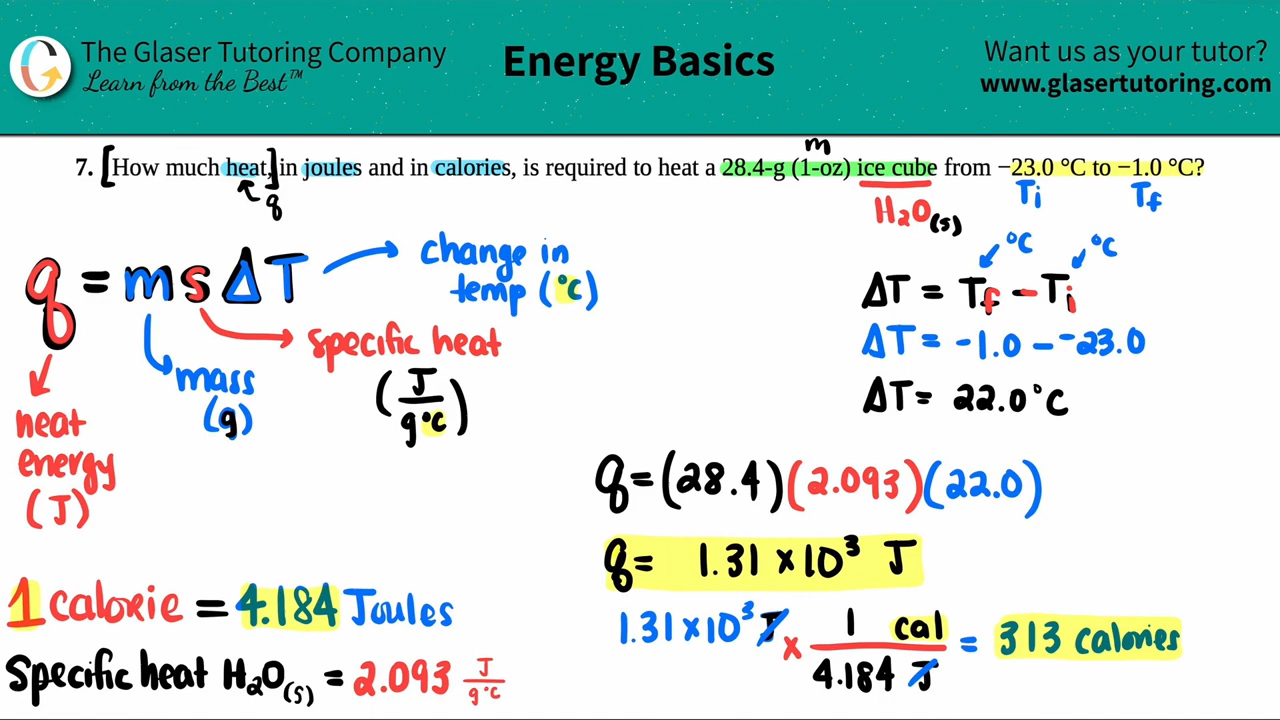 The Glaser Tutoring Company
Learn from the Best™
Energy Basics
Want us as your tutor?
www.glasertutoring.com
m
7. [How much heat,] in joules and in calories, is required to heat a 28.4-g (1-oz) ice cube from −23.0 °C to −1.0 °C?
q
H₂O(s)
Ti
Tf
q = m s ΔT
change in
temp (°C)
specific heat
(J/g°C)
mass
(g)
heat
energy
(J)
°C
°C
ΔT = Tf - Ti
ΔT = -1.0 - -23.0
ΔT = 22.0°C
q = (28.4)(2.093)(22.0)
q = 1.31 × 10³ J
1.31 × 10³ J × 1 cal / 4.184 J = 313 calories
1 calorie = 4.184 Joules
Specific heat H₂O(s) = 2.093 J/g°C